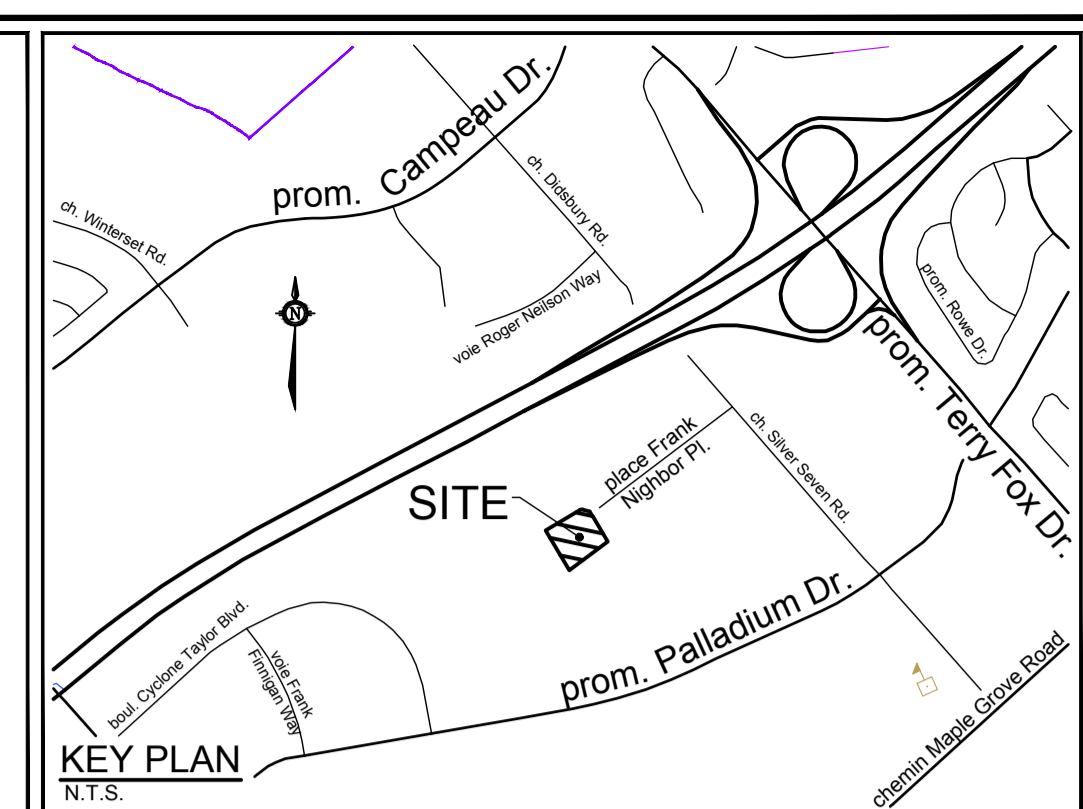 prom. Campeau Dr.
ch. Didsbury Rd.
ch. Winterset Rd.
N
voie Roger Neilson Way
prom. Rowe Dr.
prom. Terry Fox Dr.
place Frank
Nighbor Pl.
ch. Silver Seven Rd.
SITE
prom. Palladium Dr.
boul. Cyclone Taylor Blvd.
voie Frank
Finnigan Way
chemin Maple Grove Road
KEY PLAN
N.T.S.